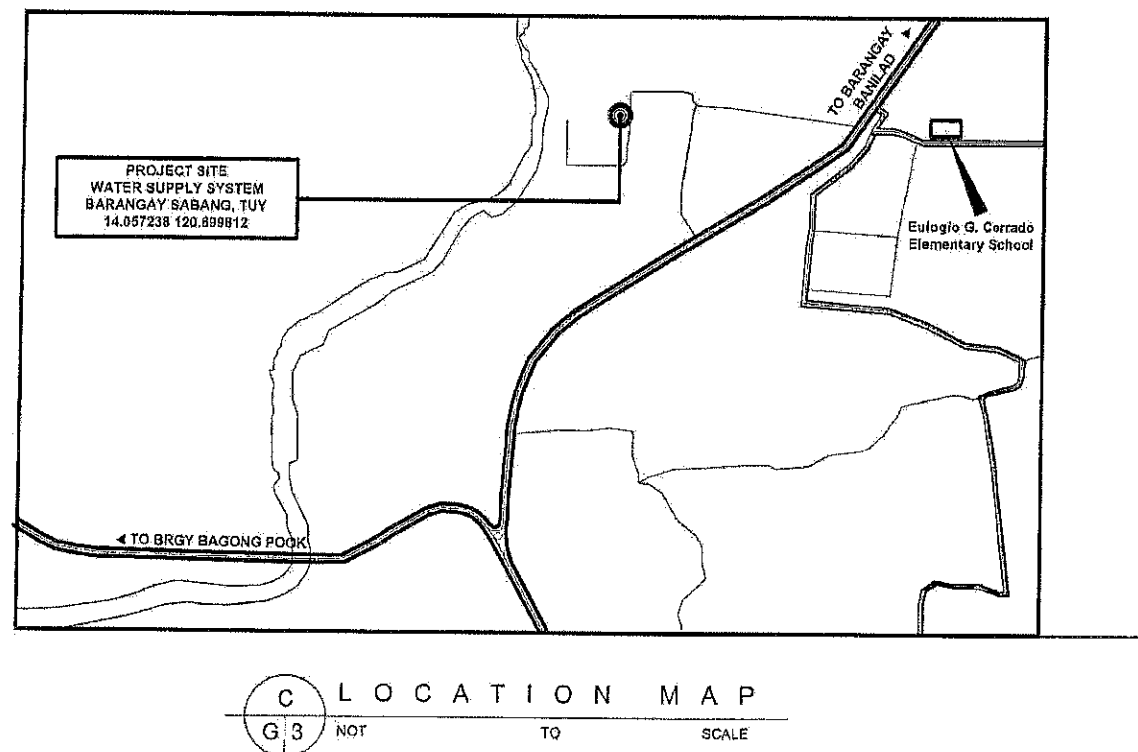 TO BARANGAY
BANILAD
PROJECT SITE
WATER SUPPLY SYSTEM
BARANGAY SABANG, TUY
14.057238 120.699812
Eulogio G. Corrado
Elementary School
TO BRGY BAGONG POOK
C
LOCATION MAP
G 3
NOT TO SCALE